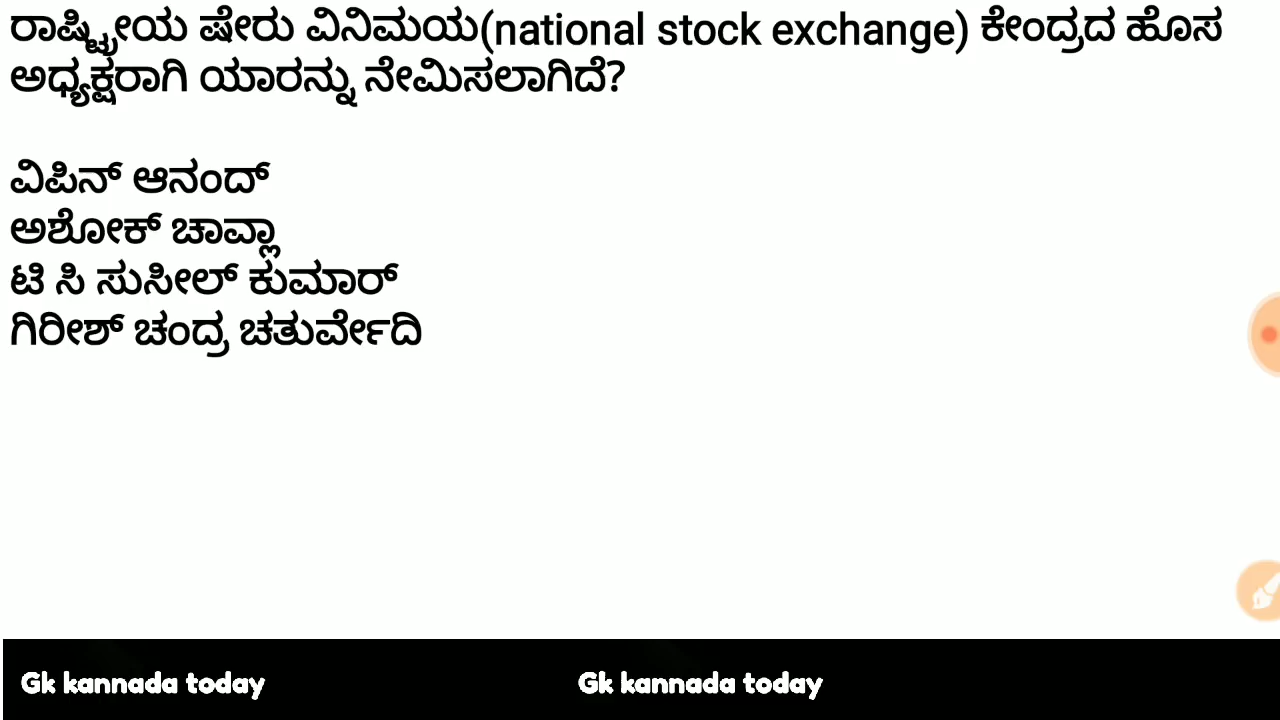 ರಾಷ್ಟ್ರೀಯ ಷೇರು ವಿನಿಮಯ(national stock exchange) ಕೇಂದ್ರದ ಹೊಸ
ಅಧ್ಯಕ್ಷರಾಗಿ ಯಾರನ್ನು ನೇಮಿಸಲಾಗಿದೆ?
ವಿಪಿನ್ ಆನಂದ್
ಅಶೋಕ್ ಚಾವ್ಲಾ
ಟಿ ಸಿ ಸುಸೀಲ್ ಕುಮಾರ್
ಗಿರೀಶ್ ಚಂದ್ರ ಚತುರ್ವೇದಿ
Gk kannada today Gk kannada today